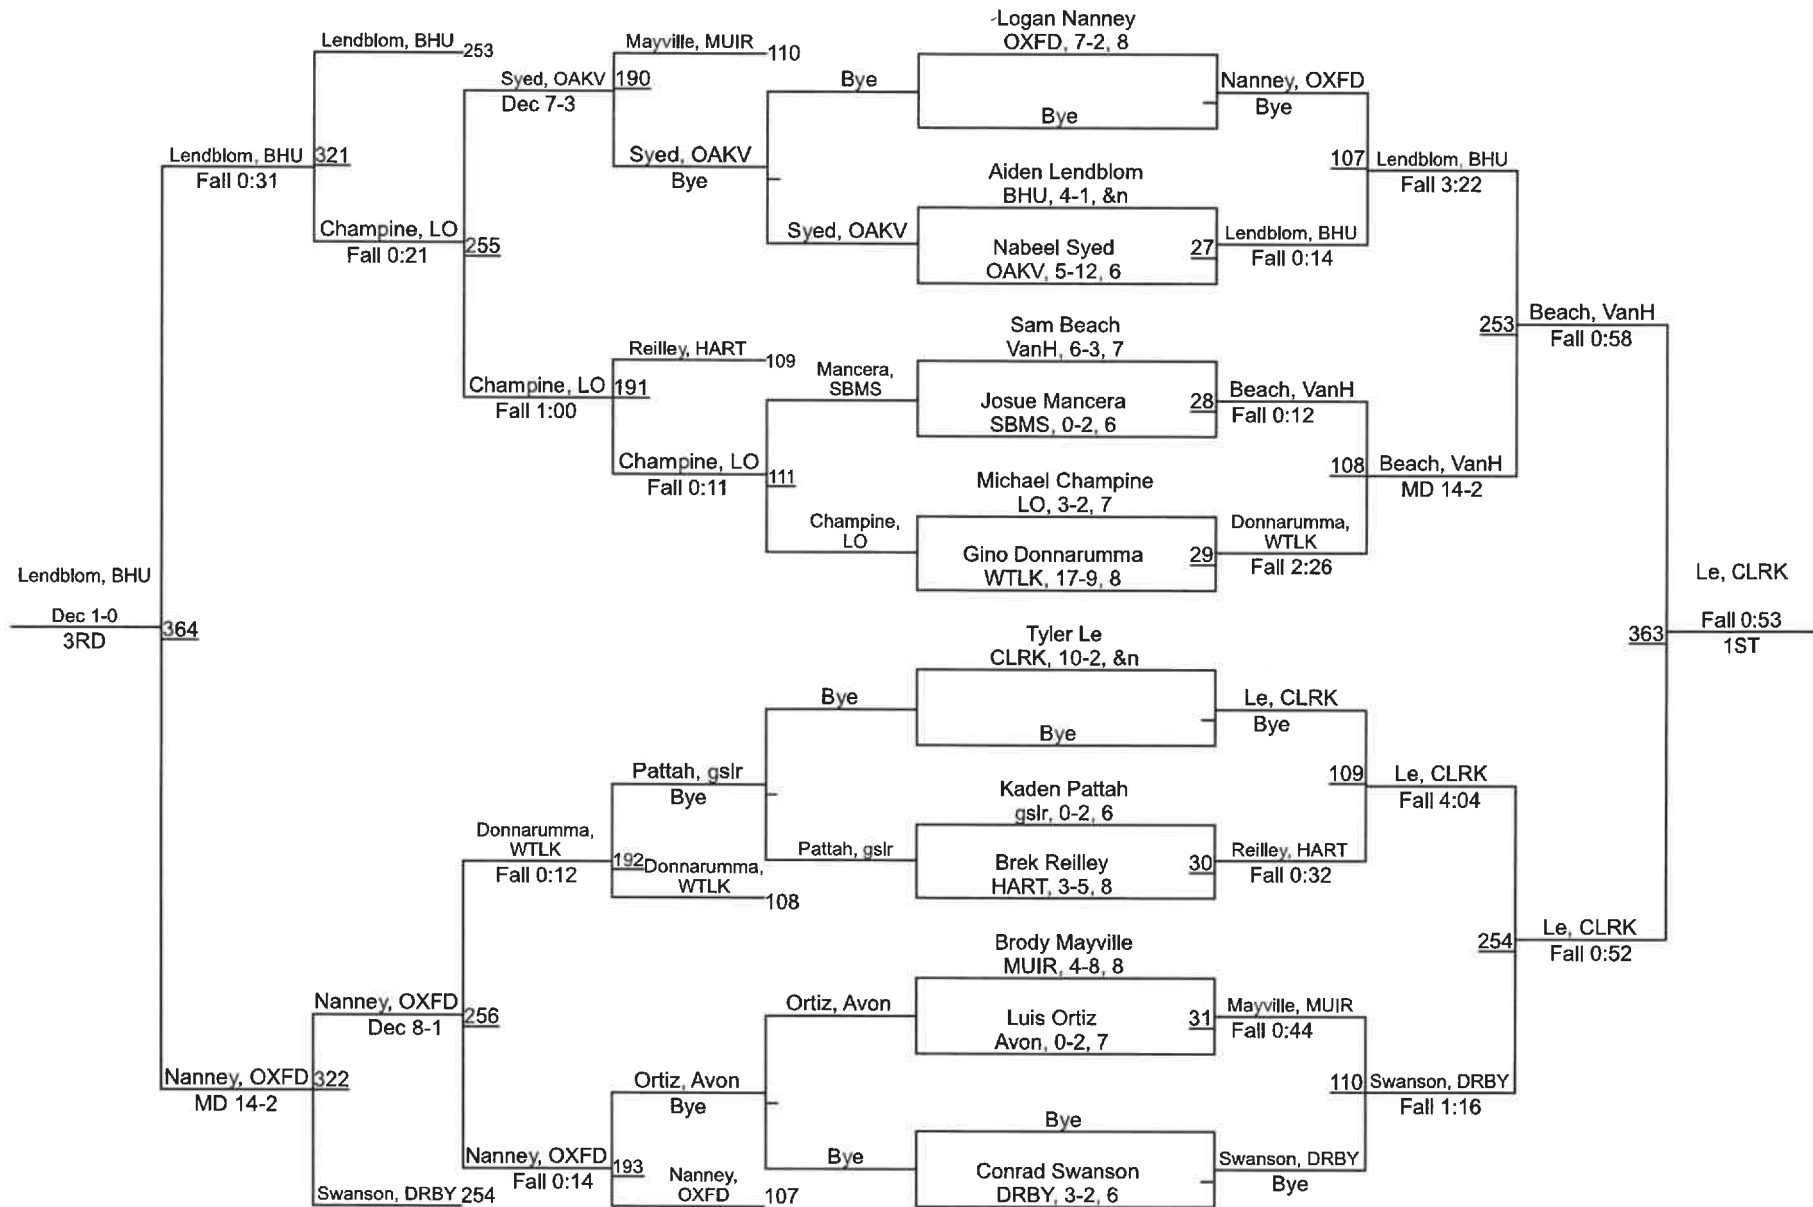 Logan Nanney
OXFD, 7-2, 8
Lendblom, BHU
253
Mayville, MUIR
110
Syed, OAKV
190
Dec 7-3
Bye
Nanney, OXFD
Bye
Bye
Lendblom, BHU
321
Fall 0:31
Syed, OAKV
Bye
Aiden Lendblom
BHU, 4-1, &n
107
Lendblom, BHU
Fall 3:22
Champine, LO
Fall 0:21
255
Syed, OAKV
Nabeel Syed
OAKV, 5-12, 6
27
Lendblom, BHU
Fall 0:14
Sam Beach
VanH, 6-3, 7
253
Beach, VanH
Fall 0:58
Reilley, HART
109
Champine, LO
191
Fall 1:00
Mancera,
SBMS
Josue Mancera
SBMS, 0-2, 6
28
Beach, VanH
Fall 0:12
Champine, LO
Fall 0:11
111
Michael Champine
LO, 3-2, 7
108
Beach, VanH
MD 14-2
Champine,
LO
Gino Donnarumma
WTLK, 17-9, 8
29
Donnarumma,
WTLK
Fall 2:26
Lendblom, BHU
Dec 1-0
3RD
364
Le, CLRK
363
Fall 0:53
1ST
Tyler Le
CLRK, 10-2, &n
Bye
Bye
Le, CLRK
Bye
Pattah, gslr
Bye
Kaden Pattah
gslr, 0-2, 6
109
Le, CLRK
Fall 4:04
Donnarumma,
WTLK
Fall 0:12
192
Donnarumma,
WTLK
108
Pattah, gslr
Brek Reilley
HART, 3-5, 8
30
Reilley, HART
Fall 0:32
Brody Mayville
MUIR, 4-8, 8
254
Le, CLRK
Fall 0:52
Nanney, OXFD
Dec 8-1
256
Ortiz, Avon
Luis Ortiz
Avon, 0-2, 7
31
Mayville, MUIR
Fall 0:44
Nanney, OXFD
322
MD 14-2
Ortiz, Avon
Bye
Bye
110
Swanson, DRBY
Fall 1:16
Nanney, OXFD
193
Fall 0:14
Bye
Conrad Swanson
DRBY, 3-2, 6
Swanson, DRBY
Bye
Swanson, DRBY
254
Nanney,
OXFD
107